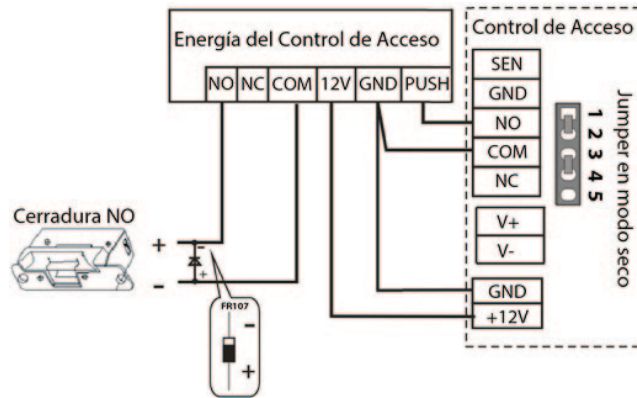 Energía del Control de Acceso
NO NC COM 12V GND PUSH
Control de Acceso
SEN
GND
NO
COM
NC
V+
V-
GND
+12V
1
2
3
4
5
Jumper en modo seco
Cerradura NO
+
-
-
+
FR107
-
+